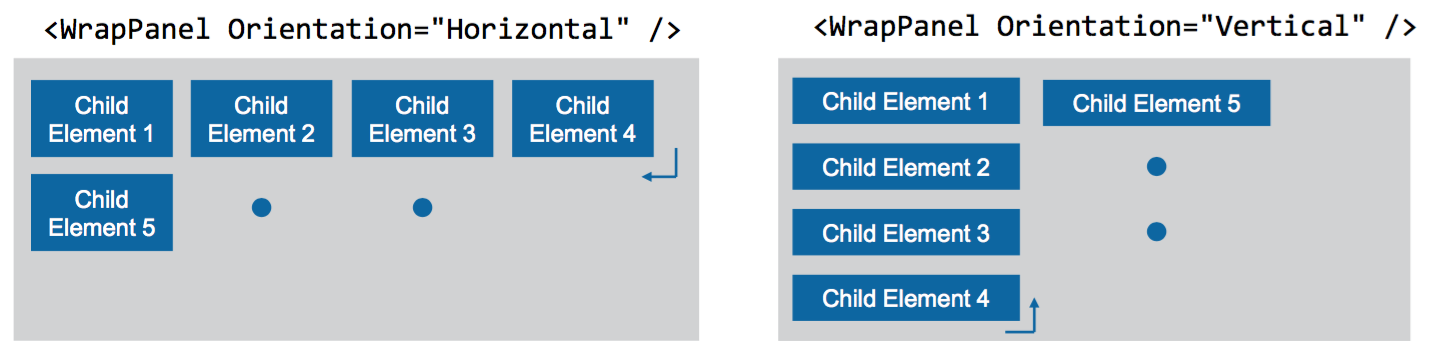 <WrapPanel Orientation="Horizontal" />
Child
Element 1
Child
Element 2
Child
Element 3
Child
Element 4
Child
Element 5
<WrapPanel Orientation="Vertical" />
Child Element 1
Child Element 2
Child Element 3
Child Element 4
Child Element 5